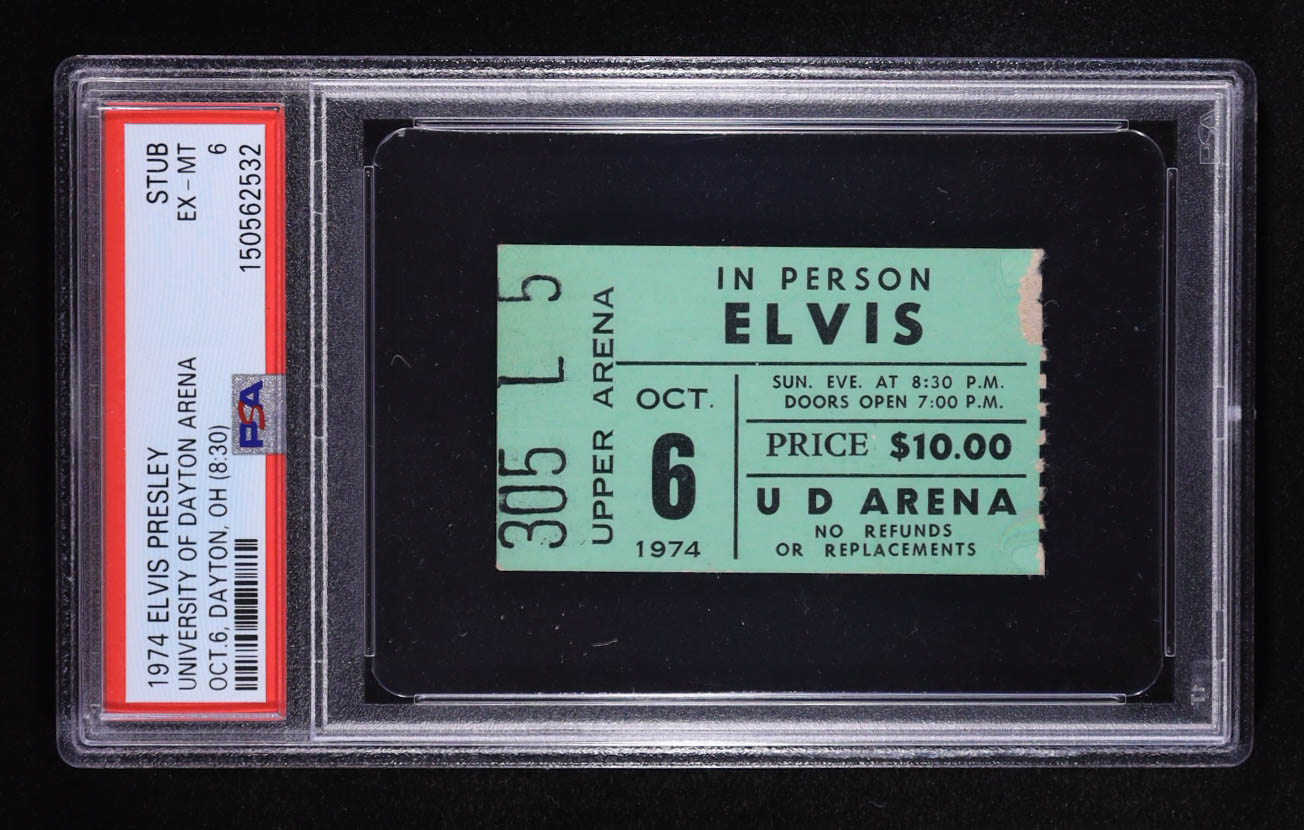 1974 ELVIS PRESLEY STUB
UNIVERSITY OF DAYTON ARENA EX-MT
OCT.6, DAYTON, OH (8:30) 6
150562532
PSA
305 L 5
UPPER ARENA
IN PERSON
ELVIS
OCT.
6
1974
SUN. EVE. AT 8:30 P.M.
DOORS OPEN 7:00 P.M.
PRICE $10.00
U D ARENA
NO REFUNDS
OR REPLACEMENTS
PSA